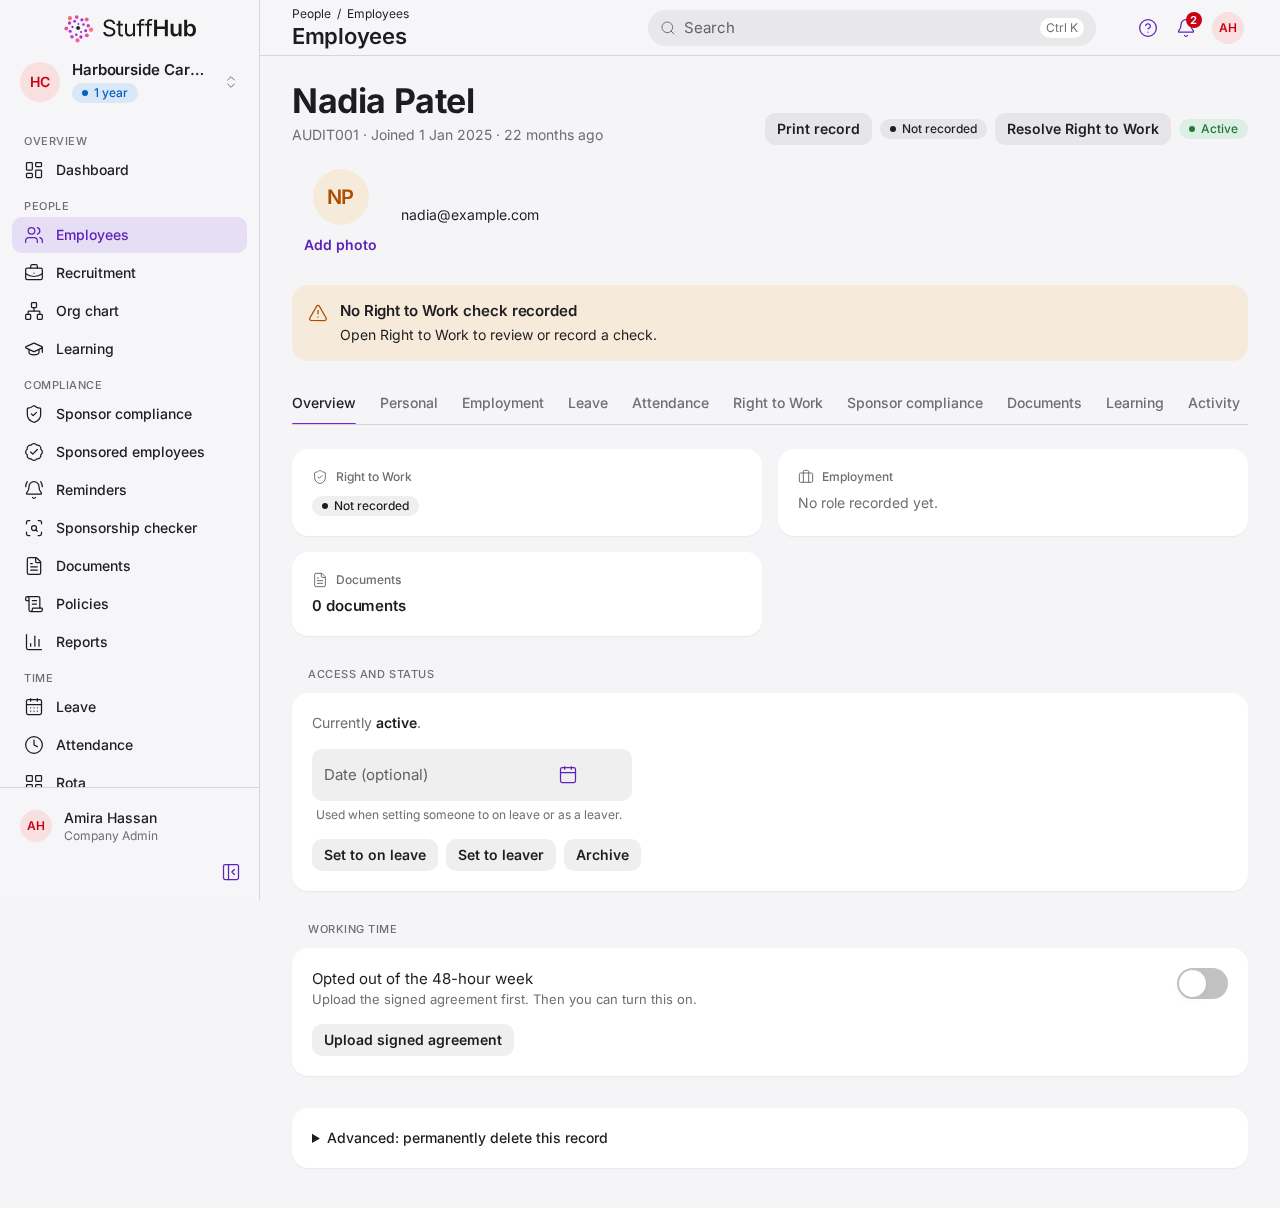 StuffHub
HC
Harbourside Car...
1 year
OVERVIEW
Dashboard
PEOPLE
Employees
Recruitment
Org chart
Learning
COMPLIANCE
Sponsor compliance
Sponsored employees
Reminders
Sponsorship checker
Documents
Policies
Reports
TIME
Leave
Attendance
Rota
AH
Amira Hassan
Company Admin
People / Employees
Employees
Search
Ctrl K
2
AH
Nadia Patel
AUDIT001 · Joined 1 Jan 2025 · 22 months ago
Print record
Not recorded
Resolve Right to Work
Active
NP
nadia@example.com
Add photo
No Right to Work check recorded
Open Right to Work to review or record a check.
Overview Personal Employment Leave Attendance Right to Work Sponsor compliance Documents Learning Activity
Right to Work
Not recorded
Employment
No role recorded yet.
Documents
0 documents
ACCESS AND STATUS
Currently active.
Date (optional)
Used when setting someone to on leave or as a leaver.
Set to on leave Set to leaver Archive
WORKING TIME
Opted out of the 48-hour week
Upload the signed agreement first. Then you can turn this on.
Upload signed agreement
Advanced: permanently delete this record